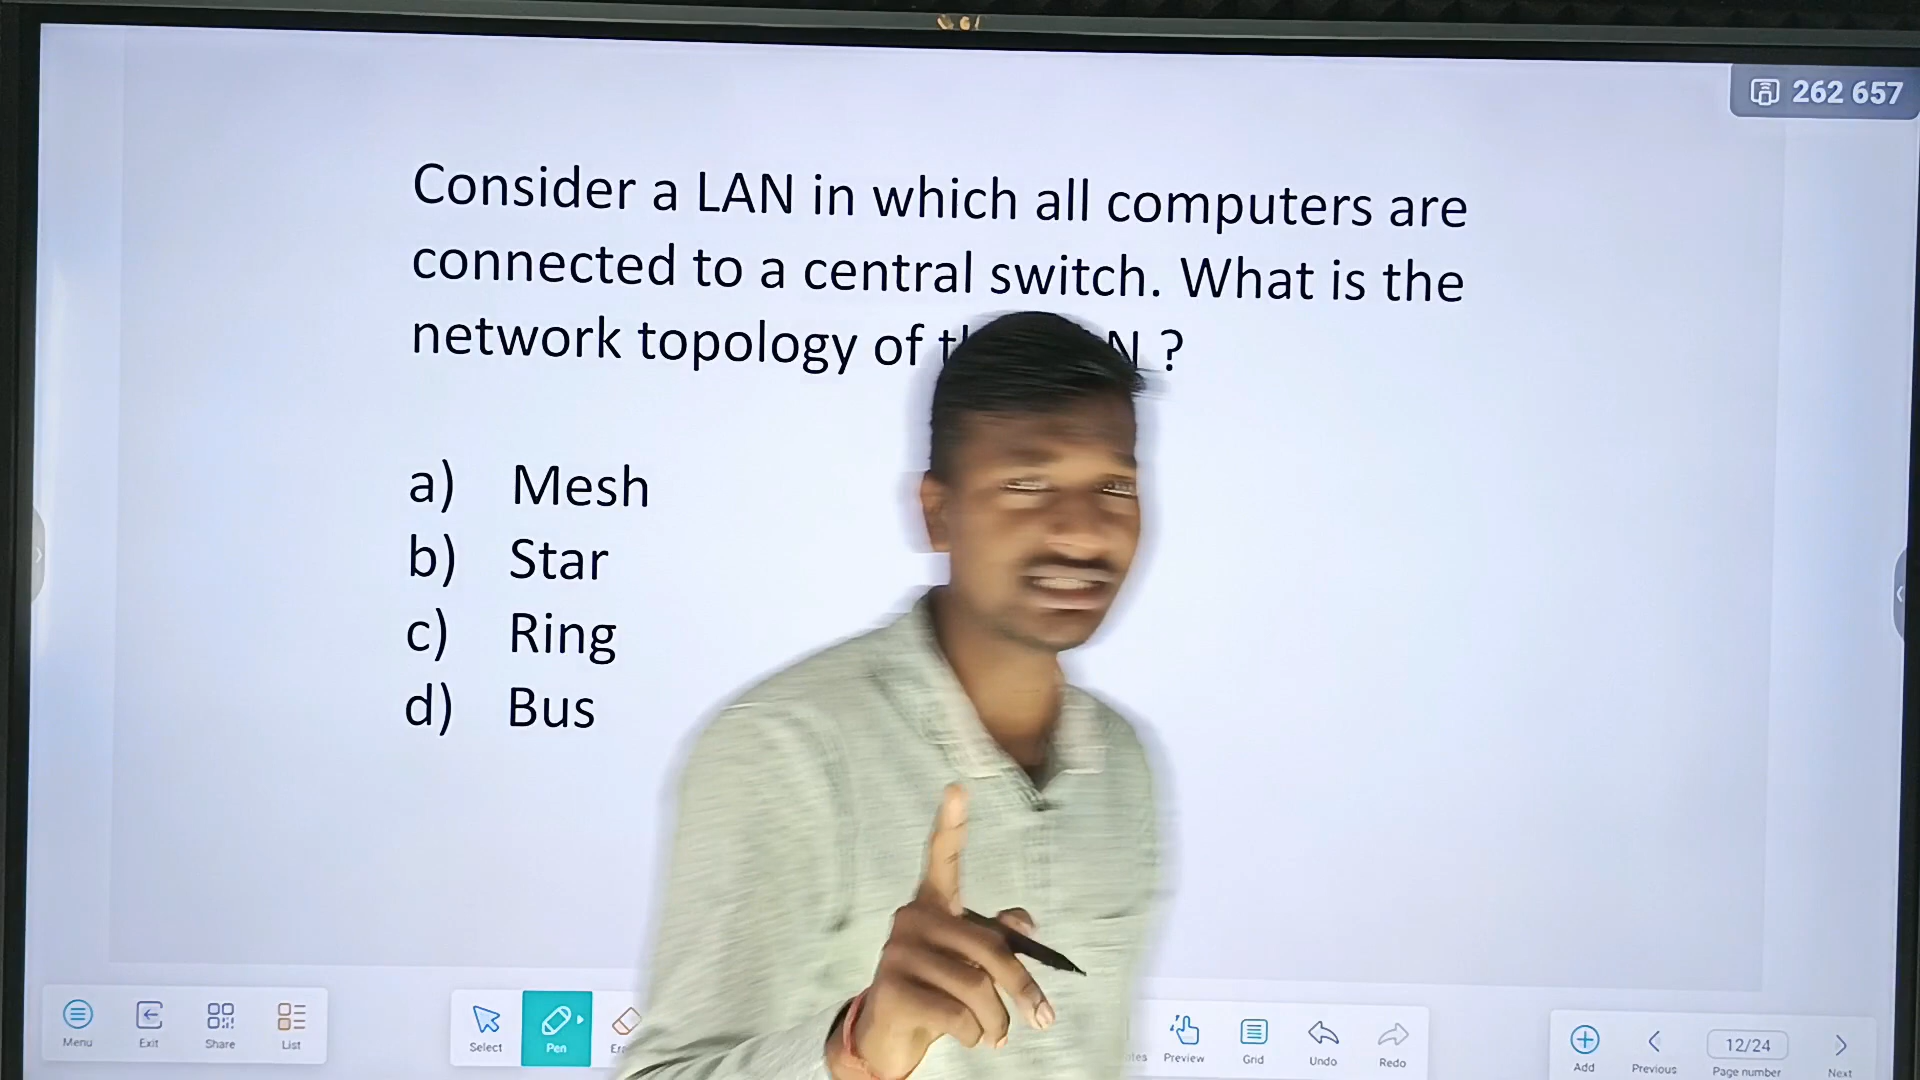 262 657
Consider a LAN in which all computers are
connected to a central switch. What is the
network topology of ?
a) Mesh
b) Star
c) Ring
d) Bus
Menu Exit Share List Select Pen Preview Grid Undo Redo Add Previous 12/24 Page number Next